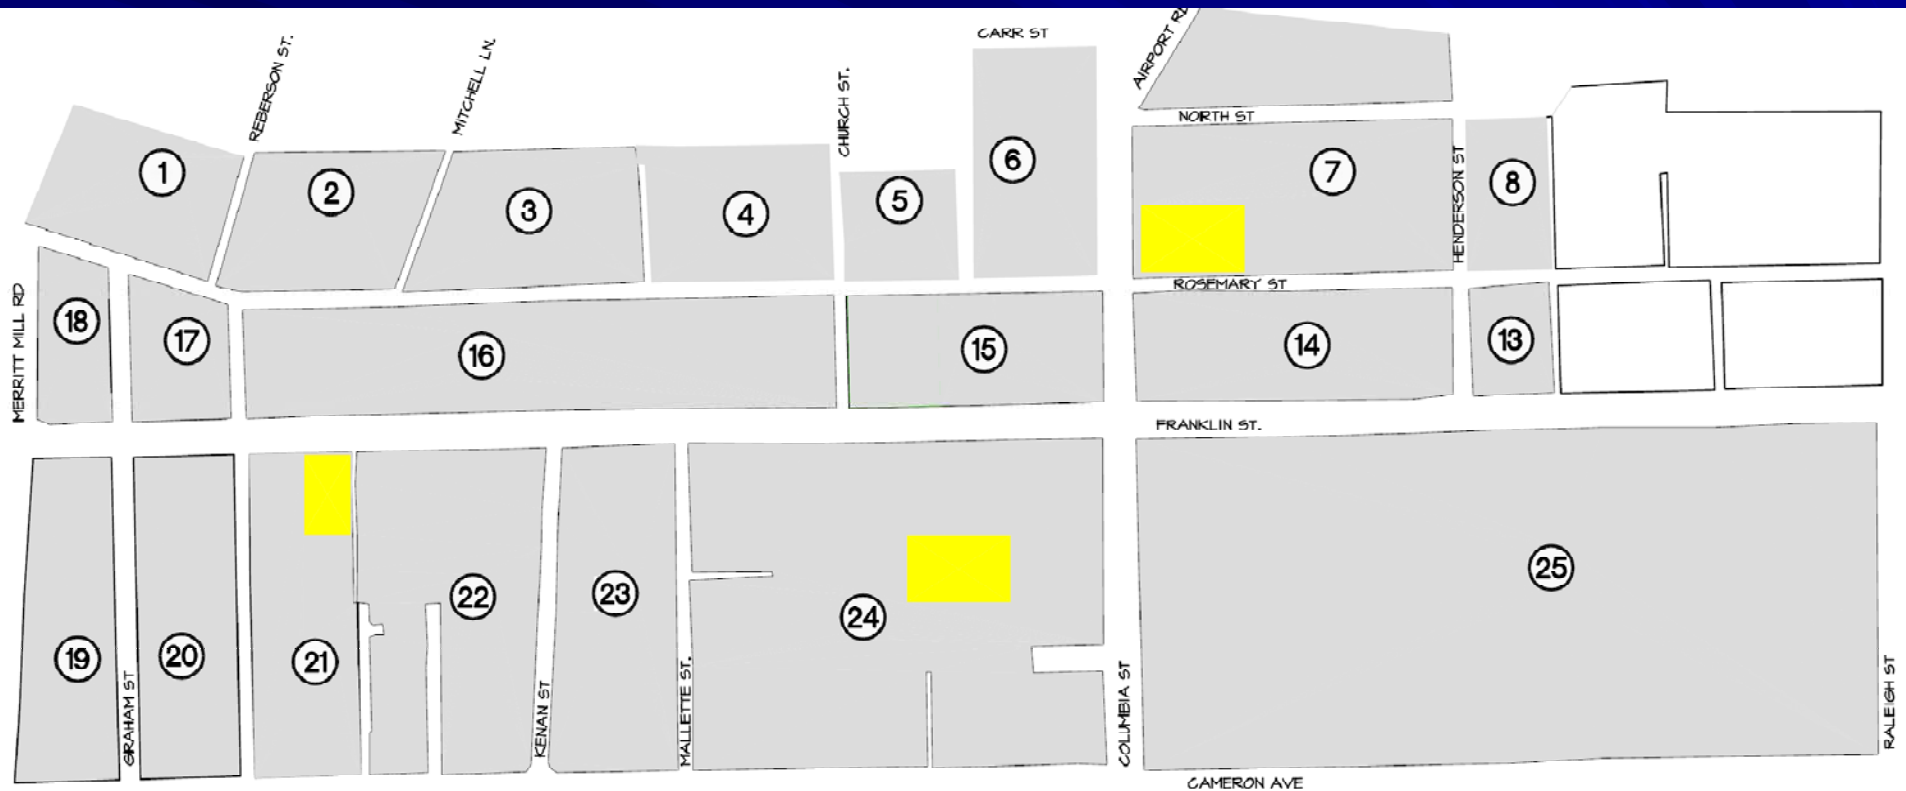 CARR ST
AIRPORT RD
REBERSON ST.
MITCHELL LN.
CHURCH ST.
NORTH ST
HENDERSON ST
1
2
3
4
5
6
7
8
ROSEMARY ST
MERRITT MILL RD
18
17
16
15
14
13
FRANKLIN ST.
19
20
21
22
23
24
25
GRAHAM ST
KENAN ST
MALLETTE ST.
COLUMBIA ST
RALEIGH ST
CAMERON AVE